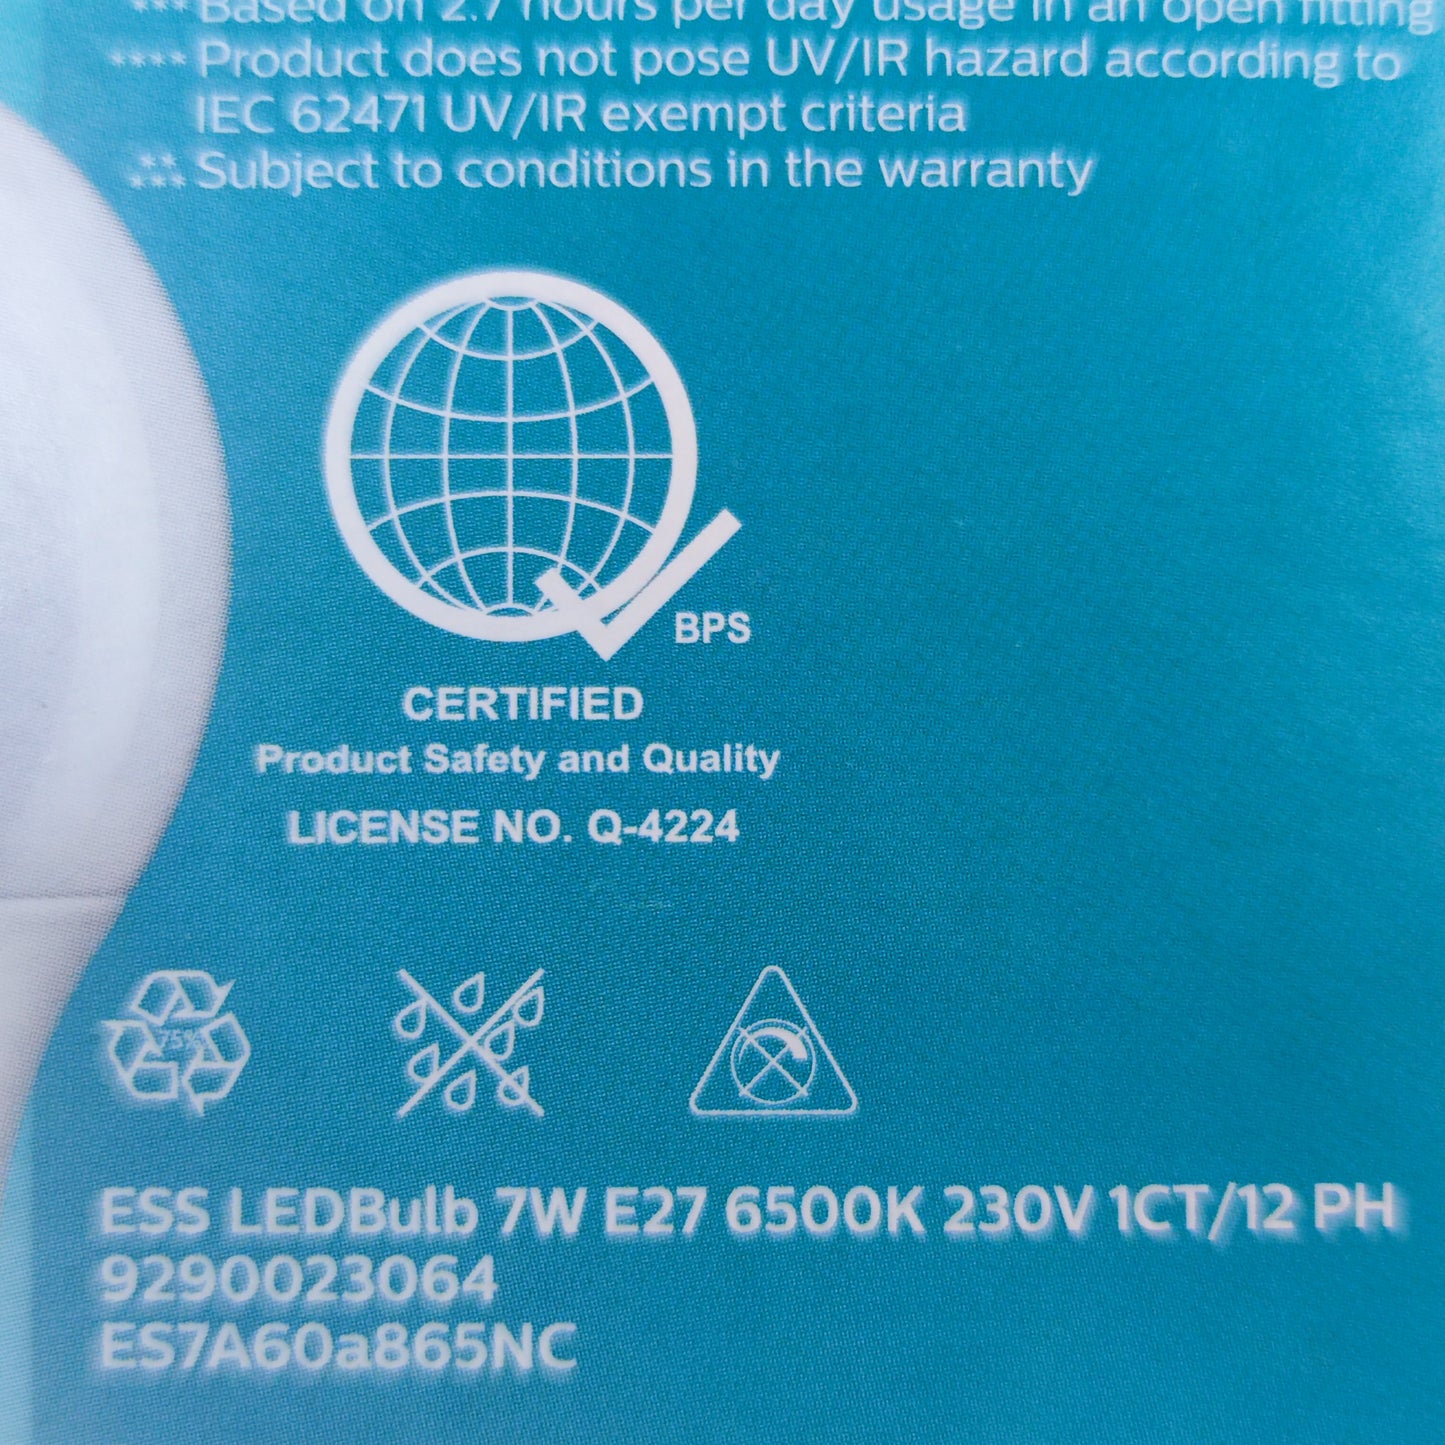 ***Based on 2.7 hours per day usage in an open fitting
****Product does not pose UV/IR hazard according to
IEC 62471 UV/IR exempt criteria
*****Subject to conditions in the warranty
BPS
CERTIFIED
Product Safety and Quality
LICENSE NO. Q-4224
75%
ESS LEDBulb 7W E27 6500K 230V 1CT/12 PH
929002306​4
ES7A60a865NC